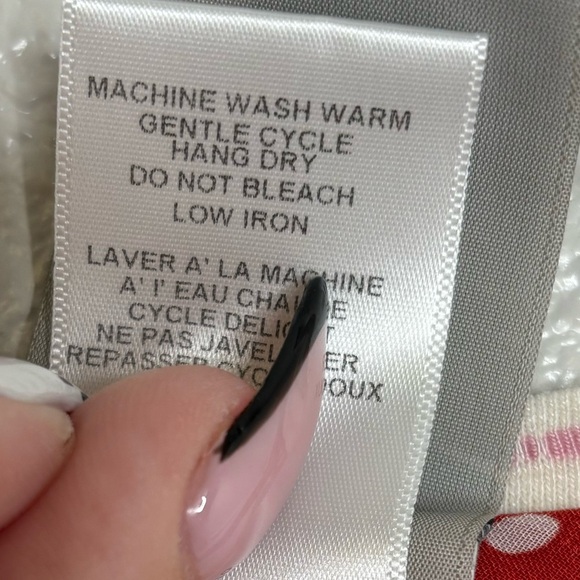 MACHINE WASH WARM
GENTLE CYCLE
HANG DRY
DO NOT BLEACH
LOW IRON
LAVER A' LA MACHINE
A' I' EAU
CYCLE
NE PAS
REPASSER DOUX